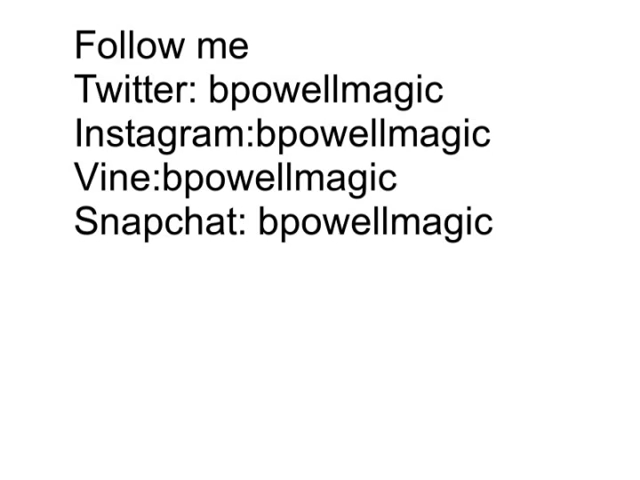 Follow me
Twitter: bpowellmagic
Instagram:bpowellmagic
Vine:bpowellmagic
Snapchat: bpowellmagic